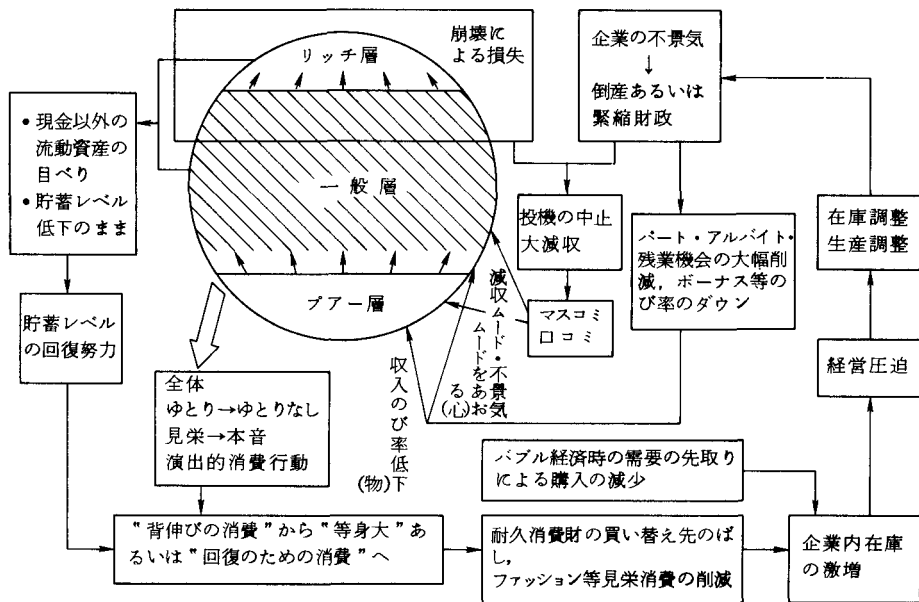 リッチ層
一般層
プアー層
崩壊に
よる損失
企業の不景気
↓
倒産あるいは
緊縮財政
• 現金以外の
流動資産の
目べり
• 貯蓄レベル
低下のまま
貯蓄レベル
の回復努力
投機の中止
大減収
マスコミ
口コミ
パート・アルバイト・
残業機会の大幅削
減，ボーナス等の
び率のダウン
在庫調整
生産調整
経営圧迫
減収ムード・不景気
ムードをあお
る(心)
収入のび率低下
(物)
全体
ゆとり→ゆとりなし
見栄→本音
演出的消費行動
バブル経済時の需要の先取り
による購入の減少
“背伸びの消費”から“等身大”あ
るいは“回復のための消費”へ
耐久消費財の買い替え先のば
し，
ファッション等見栄消費の削減
企業内在庫
の激増